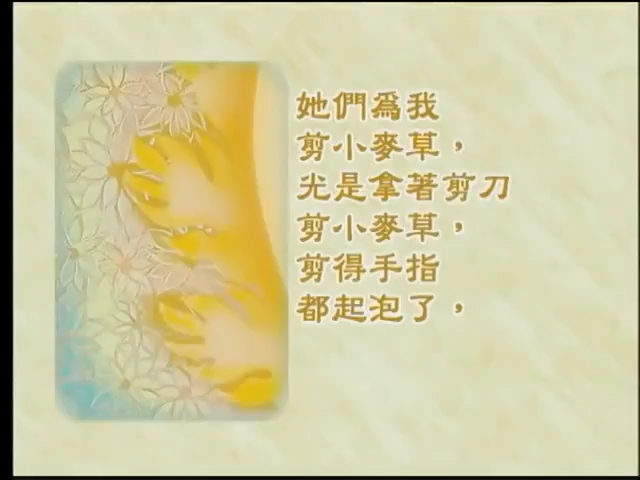 她們為我
剪小麥草，
光是拿著剪刀
剪小麥草，
剪得手指
都起泡了，